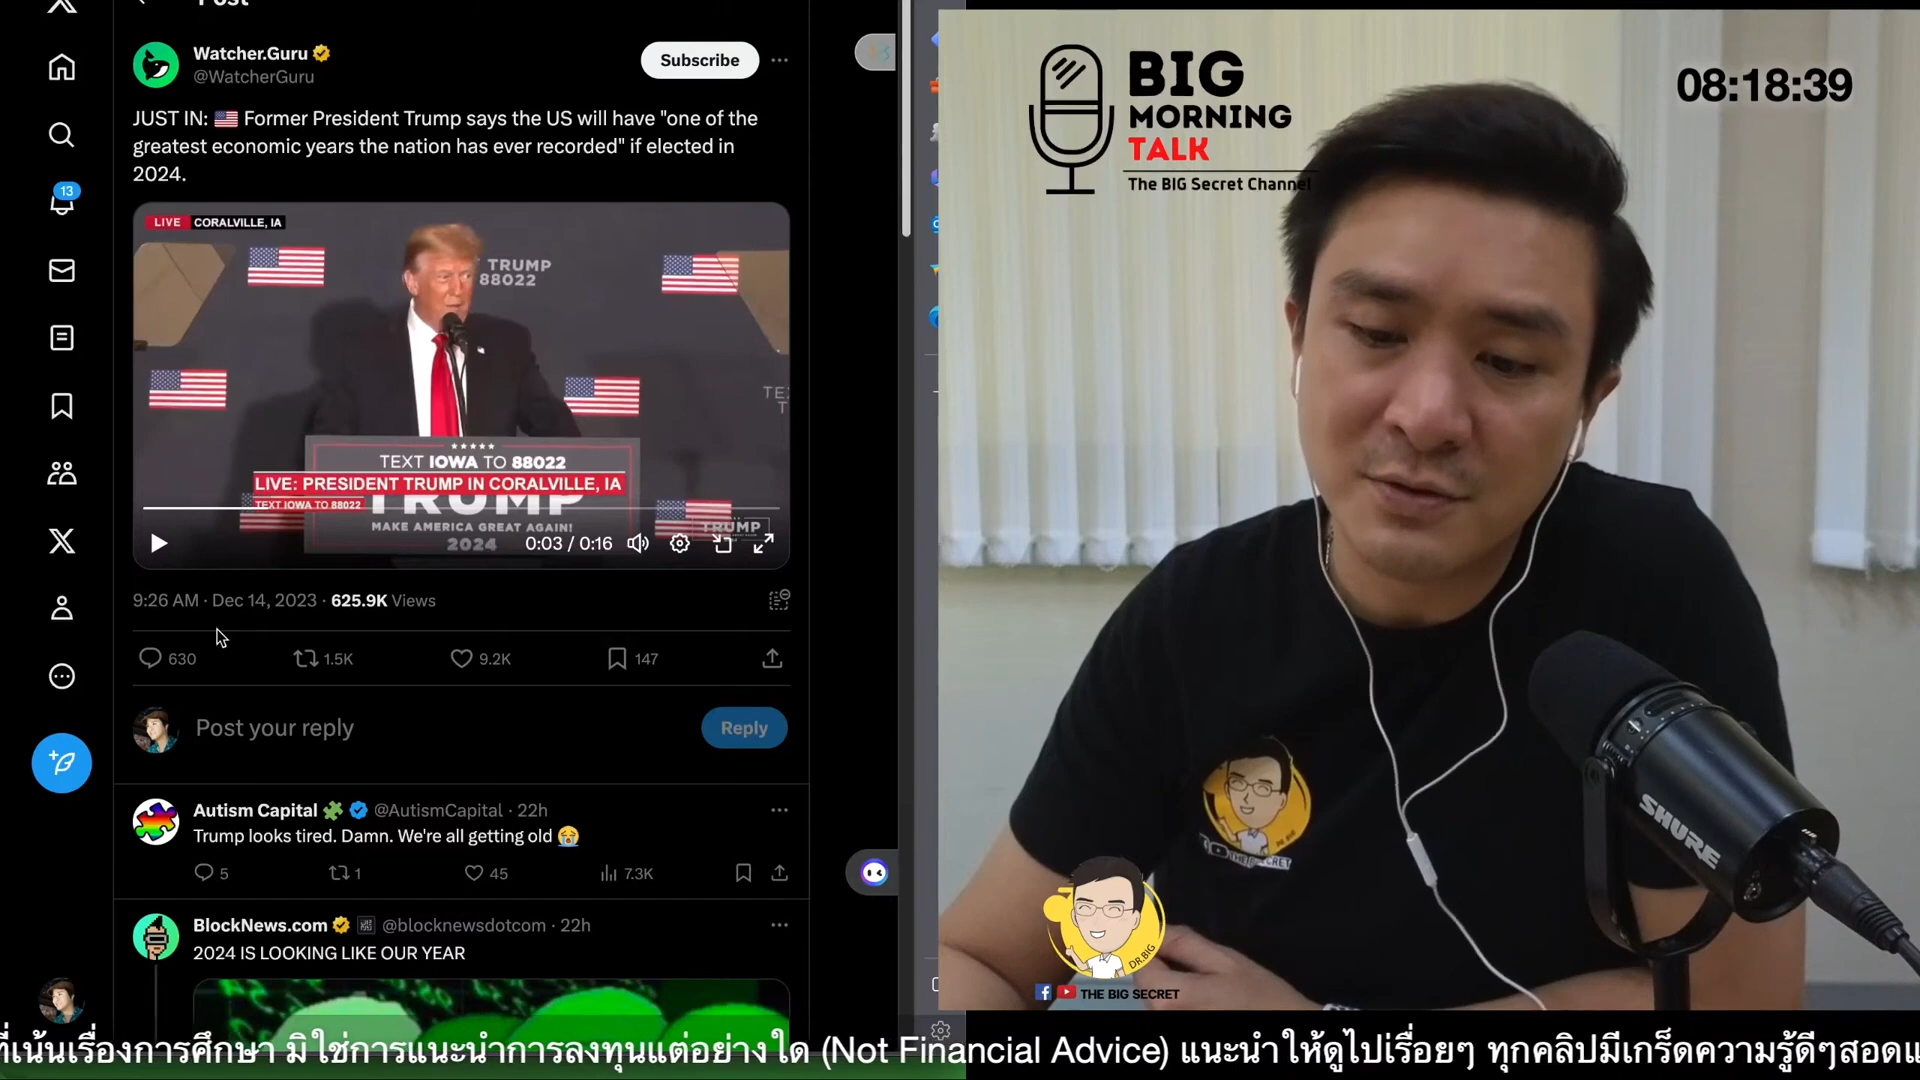 Watcher.Guru
@WatcherGuru
Subscribe
JUST IN: 🇺🇸 Former President Trump says the US will have "one of the
greatest economic years the nation has ever recorded" if elected in
2024.
LIVE CORALVILLE, IA
TRUMP
88022
TEXT IOWA TO 88022
LIVE: PRESIDENT TRUMP IN CORALVILLE, IA
TEXT IOWA TO 88022
TRUMP
MAKE AMERICA GREAT AGAIN!
TRUMP
2024
0:03 / 0:16
9:26 AM · Dec 14, 2023 · 625.9K Views
630 1.5K 9.2K 147
Post your reply
Reply
Autism Capital @AutismCapital · 22h
Trump looks tired. Damn. We're all getting old 😭
5 1 45 7.3K
BlockNews.com @blocknewsdotcom · 22h
2024 IS LOOKING LIKE OUR YEAR
13
BIG
MORNING
TALK
The BIG Secret Channel
08:18:39
SHURE
DR.BIG
THE BIG SECRET
ที่เน้นเรื่องการศึกษา มิใช่การแนะนำการลงทุนแต่อย่างใด (Not Financial Advice) แนะนำให้ดูไปเรื่อยๆ ทุกคลิปมีเกร็ดความรู้ดีๆสอดแ